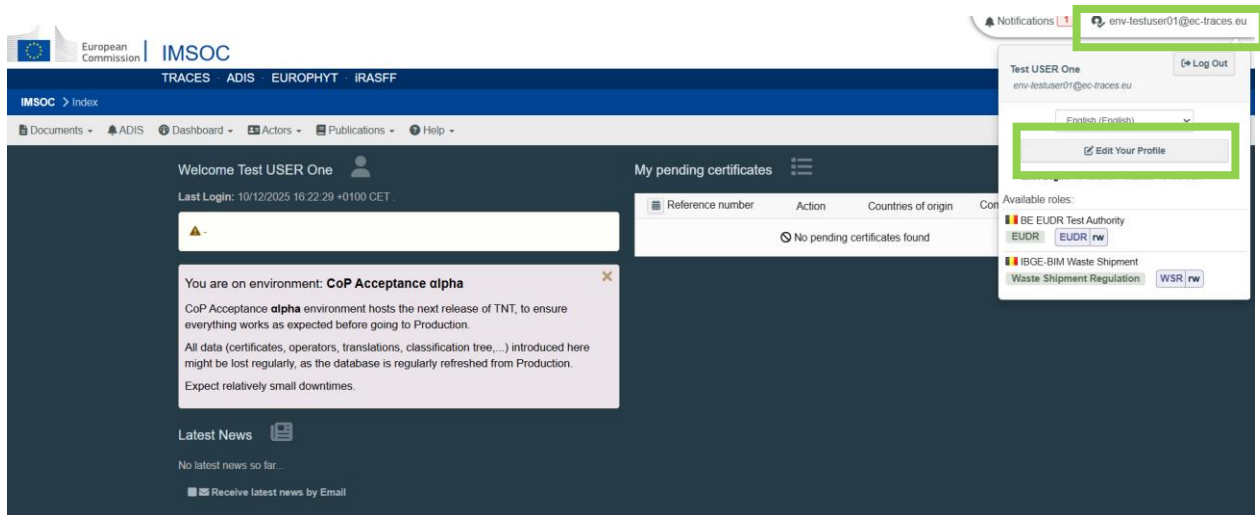 Notifications 1 env-testuser01@ec-traces.eu
European
Commission
IMSOC
TRACES · ADIS · EUROPHYT · iRASFF
IMSOC > Index
Documents ADIS Dashboard Actors Publications Help
Test USER One
Log Out
env-testuser01@ec-traces.eu
English (English)
Edit Your Profile
Available roles:
BE EUDR Test Authority
EUDR EUDR rw
IBGE-BIM Waste Shipment
Waste Shipment Regulation WSR rw
Welcome Test USER One
Last Login: 10/12/2025 16:22:29 +0100 CET .
-
You are on environment: CoP Acceptance alpha
CoP Acceptance alpha environment hosts the next release of TNT, to ensure
everything works as expected before going to Production.
All data (certificates, operators, translations, classification tree,...) introduced here
might be lost regularly, as the database is regularly refreshed from Production.
Expect relatively small downtimes.
Latest News
No latest news so far...
Receive latest news by Email
My pending certificates
Reference number Action Countries of origin Con
No pending certificates found